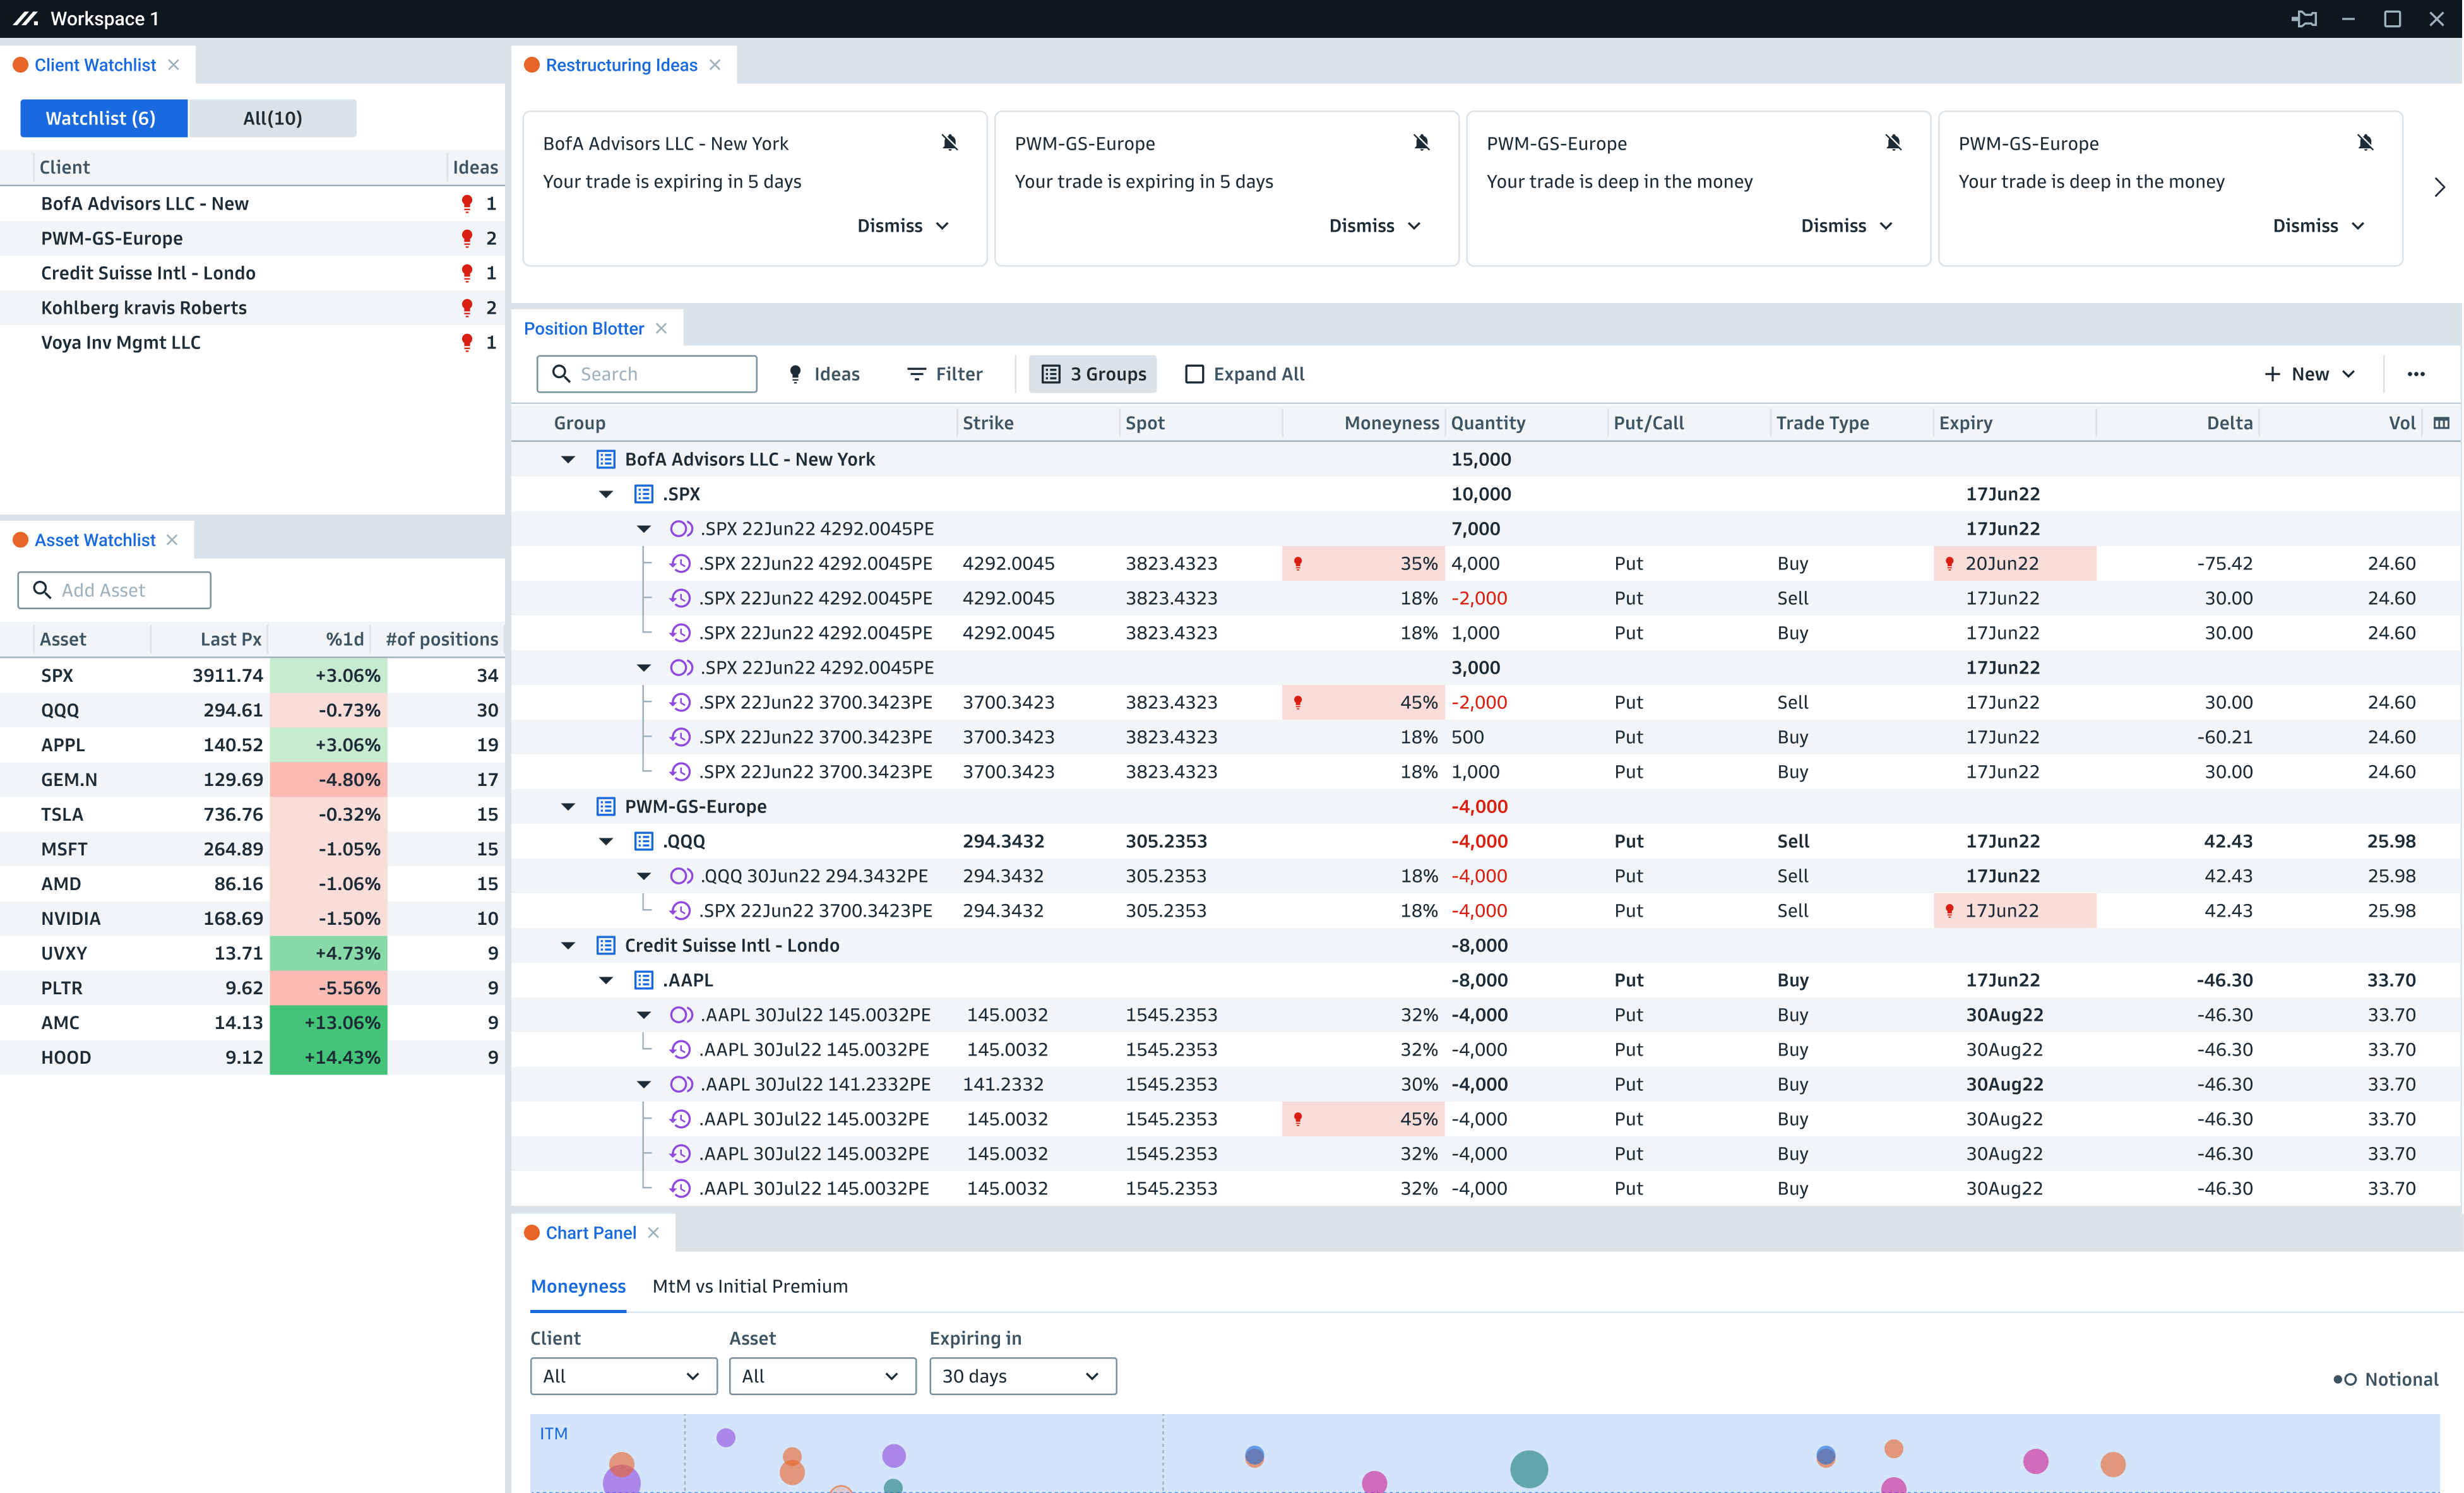 Workspace 1
Client Watchlist
Watchlist (6) All(10)
Client Ideas
BofA Advisors LLC - New 1
PWM-GS-Europe 2
Credit Suisse Intl - Londo 1
Kohlberg kravis Roberts 2
Voya Inv Mgmt LLC 1
Asset Watchlist
Add Asset
Asset Last Px %1d #of positions
SPX 3911.74 +3.06% 34
QQQ 294.61 -0.73% 30
APPL 140.52 +3.06% 19
GEM.N 129.69 -4.80% 17
TSLA 736.76 -0.32% 15
MSFT 264.89 -1.05% 15
AMD 86.16 -1.06% 15
NVIDIA 168.69 -1.50% 10
UVXY 13.71 +4.73% 9
PLTR 9.62 -5.56% 9
AMC 14.13 +13.06% 9
HOOD 9.12 +14.43% 9
Restructuring Ideas
BofA Advisors LLC - New York
Your trade is expiring in 5 days
Dismiss
PWM-GS-Europe
Your trade is expiring in 5 days
Dismiss
PWM-GS-Europe
Your trade is deep in the money
Dismiss
PWM-GS-Europe
Your trade is deep in the money
Dismiss
Position Blotter
Search Ideas Filter 3 Groups Expand All + New ...
Group Strike Spot Moneyness Quantity Put/Call Trade Type Expiry Delta Vol
BofA Advisors LLC - New York 15,000
.SPX 10,000 17Jun22
.SPX 22Jun22 4292.0045PE 7,000 17Jun22
.SPX 22Jun22 4292.0045PE 4292.0045 3823.4323 35% 4,000 Put Buy 20Jun22 -75.42 24.60
.SPX 22Jun22 4292.0045PE 4292.0045 3823.4323 18% -2,000 Put Sell 17Jun22 30.00 24.60
.SPX 22Jun22 4292.0045PE 4292.0045 3823.4323 18% 1,000 Put Buy 17Jun22 30.00 24.60
.SPX 22Jun22 4292.0045PE 3,000 17Jun22
.SPX 22Jun22 3700.3423PE 3700.3423 3823.4323 45% -2,000 Put Sell 17Jun22 30.00 24.60
.SPX 22Jun22 3700.3423PE 3700.3423 3823.4323 18% 500 Put Buy 17Jun22 -60.21 24.60
.SPX 22Jun22 3700.3423PE 3700.3423 3823.4323 18% 1,000 Put Buy 17Jun22 30.00 24.60
PWM-GS-Europe -4,000
.QQQ 294.3432 305.2353 -4,000 Put Sell 17Jun22 42.43 25.98
.QQQ 30Jun22 294.3432PE 294.3432 305.2353 18% -4,000 Put Sell 17Jun22 42.43 25.98
.SPX 22Jun22 3700.3423PE 294.3432 305.2353 18% -4,000 Put Sell 17Jun22 42.43 25.98
Credit Suisse Intl - Londo -8,000
.AAPL -8,000 Put Buy 17Jun22 -46.30 33.70
.AAPL 30Jul22 145.0032PE 145.0032 1545.2353 32% -4,000 Put Buy 30Aug22 -46.30 33.70
.AAPL 30Jul22 145.0032PE 145.0032 1545.2353 32% -4,000 Put Buy 30Aug22 -46.30 33.70
.AAPL 30Jul22 141.2332PE 141.2332 1545.2353 30% -4,000 Put Buy 30Aug22 -46.30 33.70
.AAPL 30Jul22 145.0032PE 145.0032 1545.2353 45% -4,000 Put Buy 30Aug22 -46.30 33.70
.AAPL 30Jul22 145.0032PE 145.0032 1545.2353 32% -4,000 Put Buy 30Aug22 -46.30 33.70
.AAPL 30Jul22 145.0032PE 145.0032 1545.2353 32% -4,000 Put Buy 30Aug22 -46.30 33.70
Chart Panel
Moneyness MtM vs Initial Premium
Client Asset Expiring in
All All 30 days
Notional
ITM